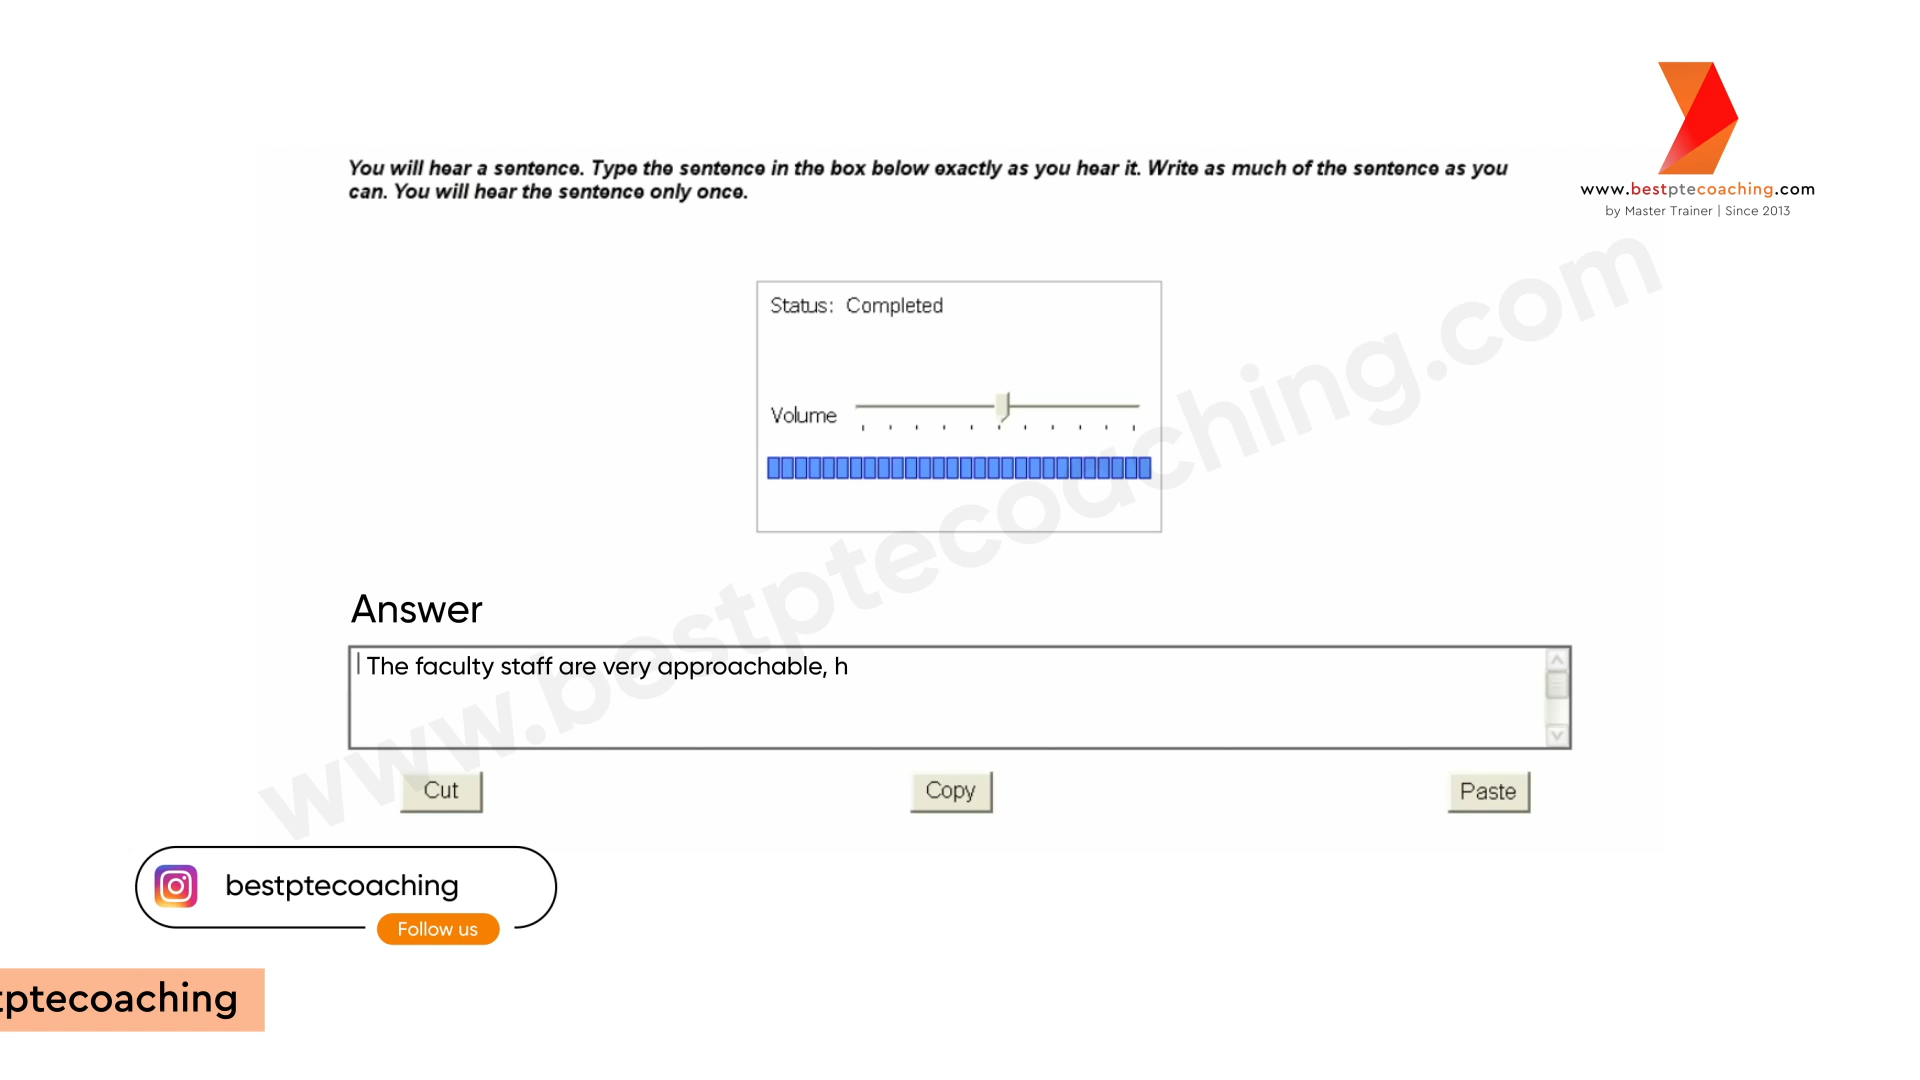 You will hear a sentence. Type the sentence in the box below exactly as you hear it. Write as much of the sentence as you
can. You will hear the sentence only once.
www.bestptecoaching.com
by Master Trainer | Since 2013
Status: Completed
Volume
www.bestptecoaching.com
Answer
The faculty staff are very approachable, h
Cut
Copy
Paste
bestptecoaching
Follow us
tptecoaching